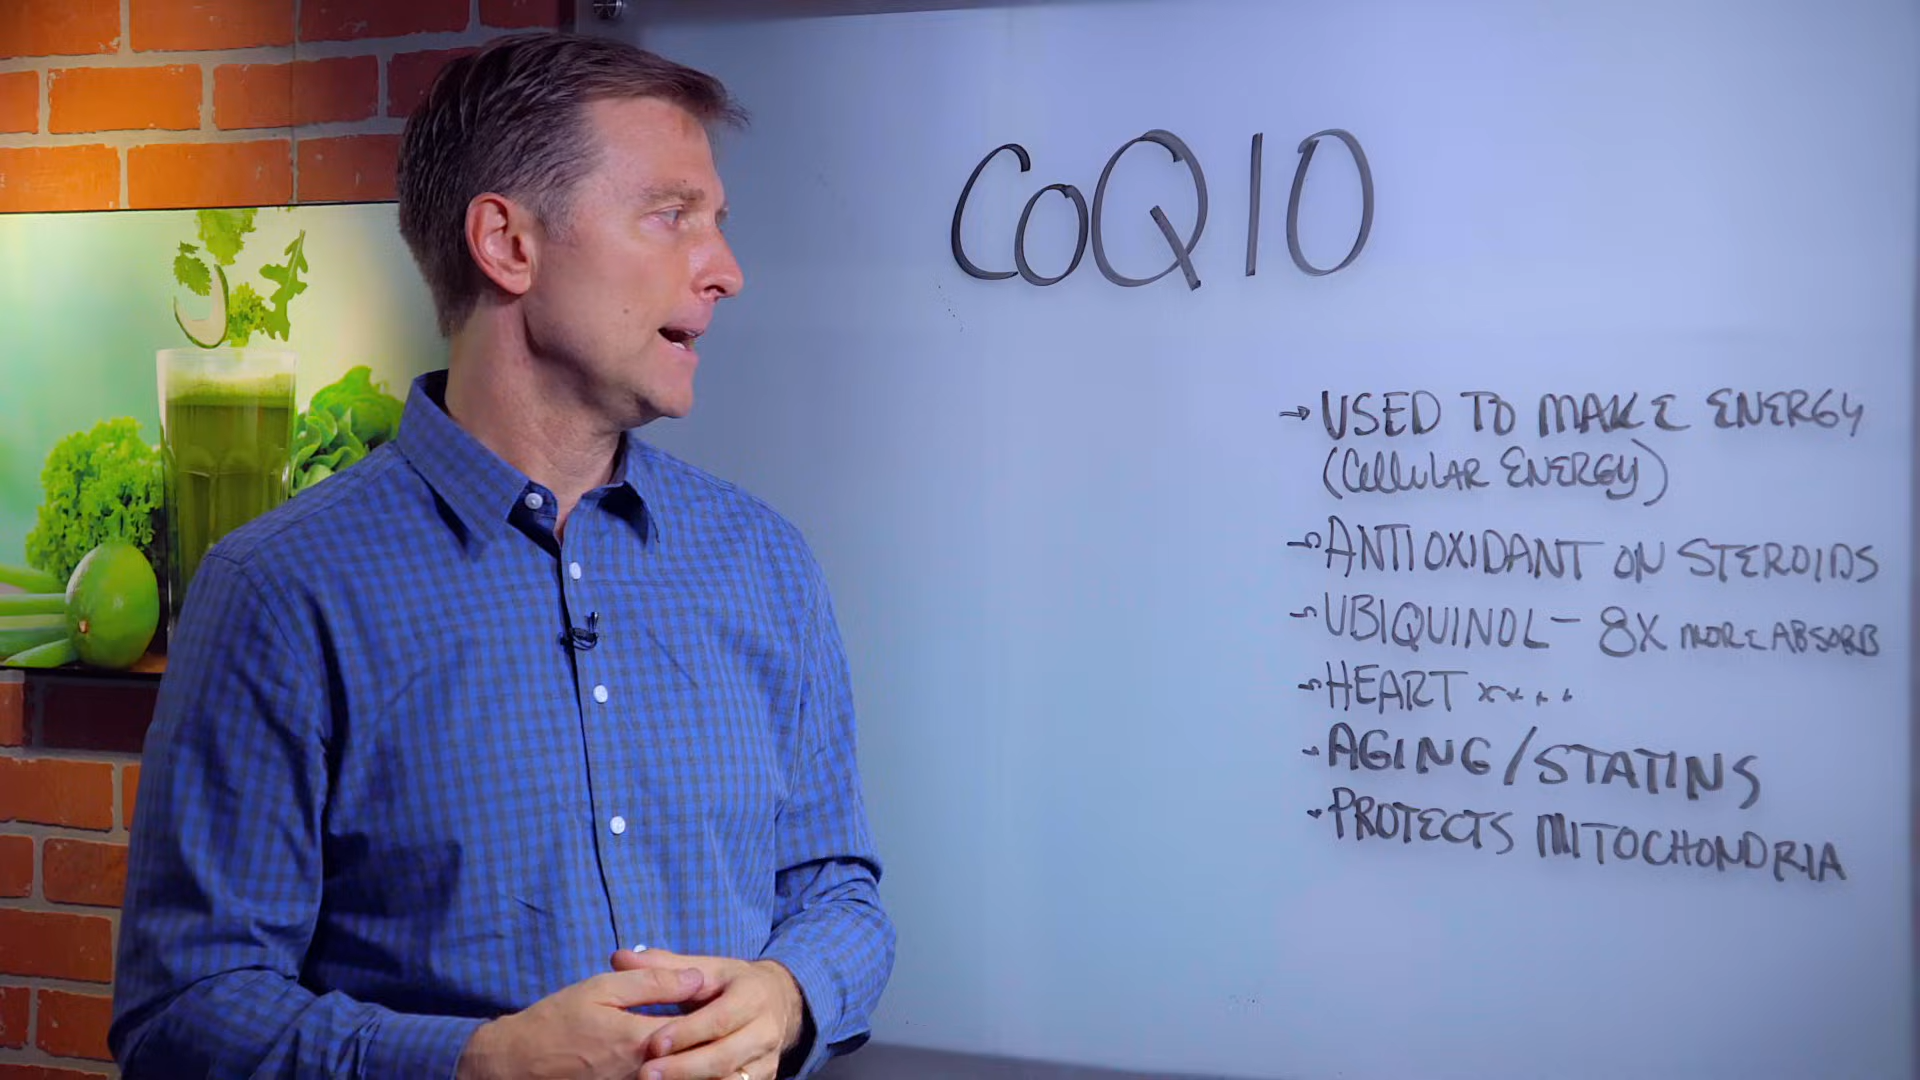 CoQ10
→ USED TO MAKE ENERGY
(CELLULAR ENERGY)
→ ANTIOXIDANT ON STEROIDS
→ UBIQUINOL - 8X MORE ABSORB
→ HEART xx..
- AGING/STATINS
- PROTECTS MITOCHONDRIA